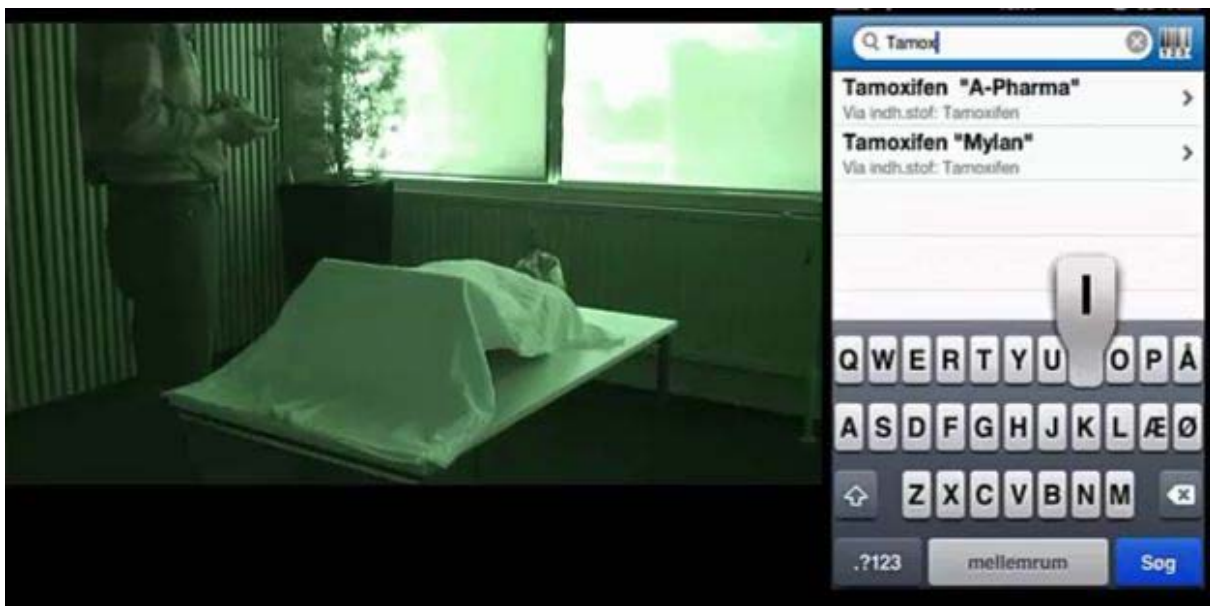 Tamox
Tamoxifen "A-Pharma"
Via indh.stof: Tamoxifen
Tamoxifen "Mylan"
Via indh.stof: Tamoxifen
I
Q W E R T Y U O P Å
A S D F G H J K L Æ Ø
Z X C V B N M
.?123 mellemrum Søg